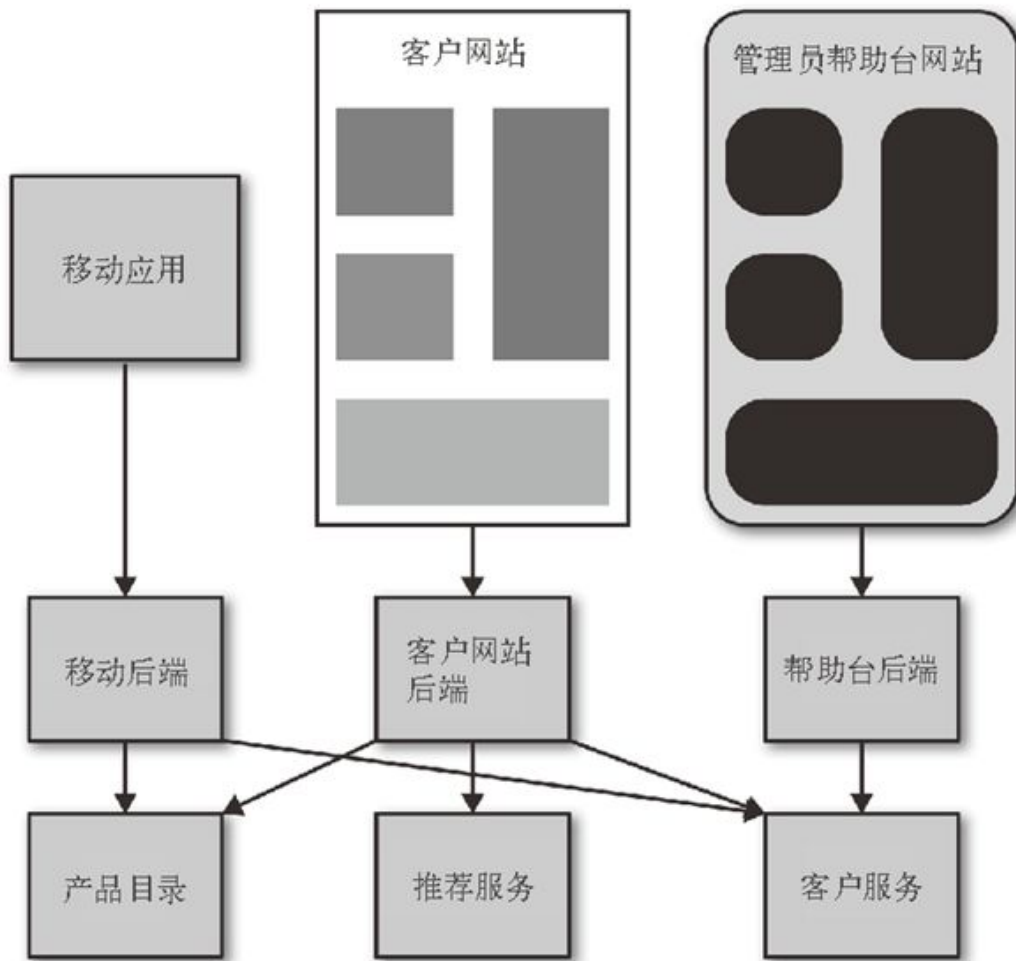 客户网站
管理员帮助台网站
移动应用
移动后端
客户网站
后端
帮助台后端
产品目录
推荐服务
客户服务